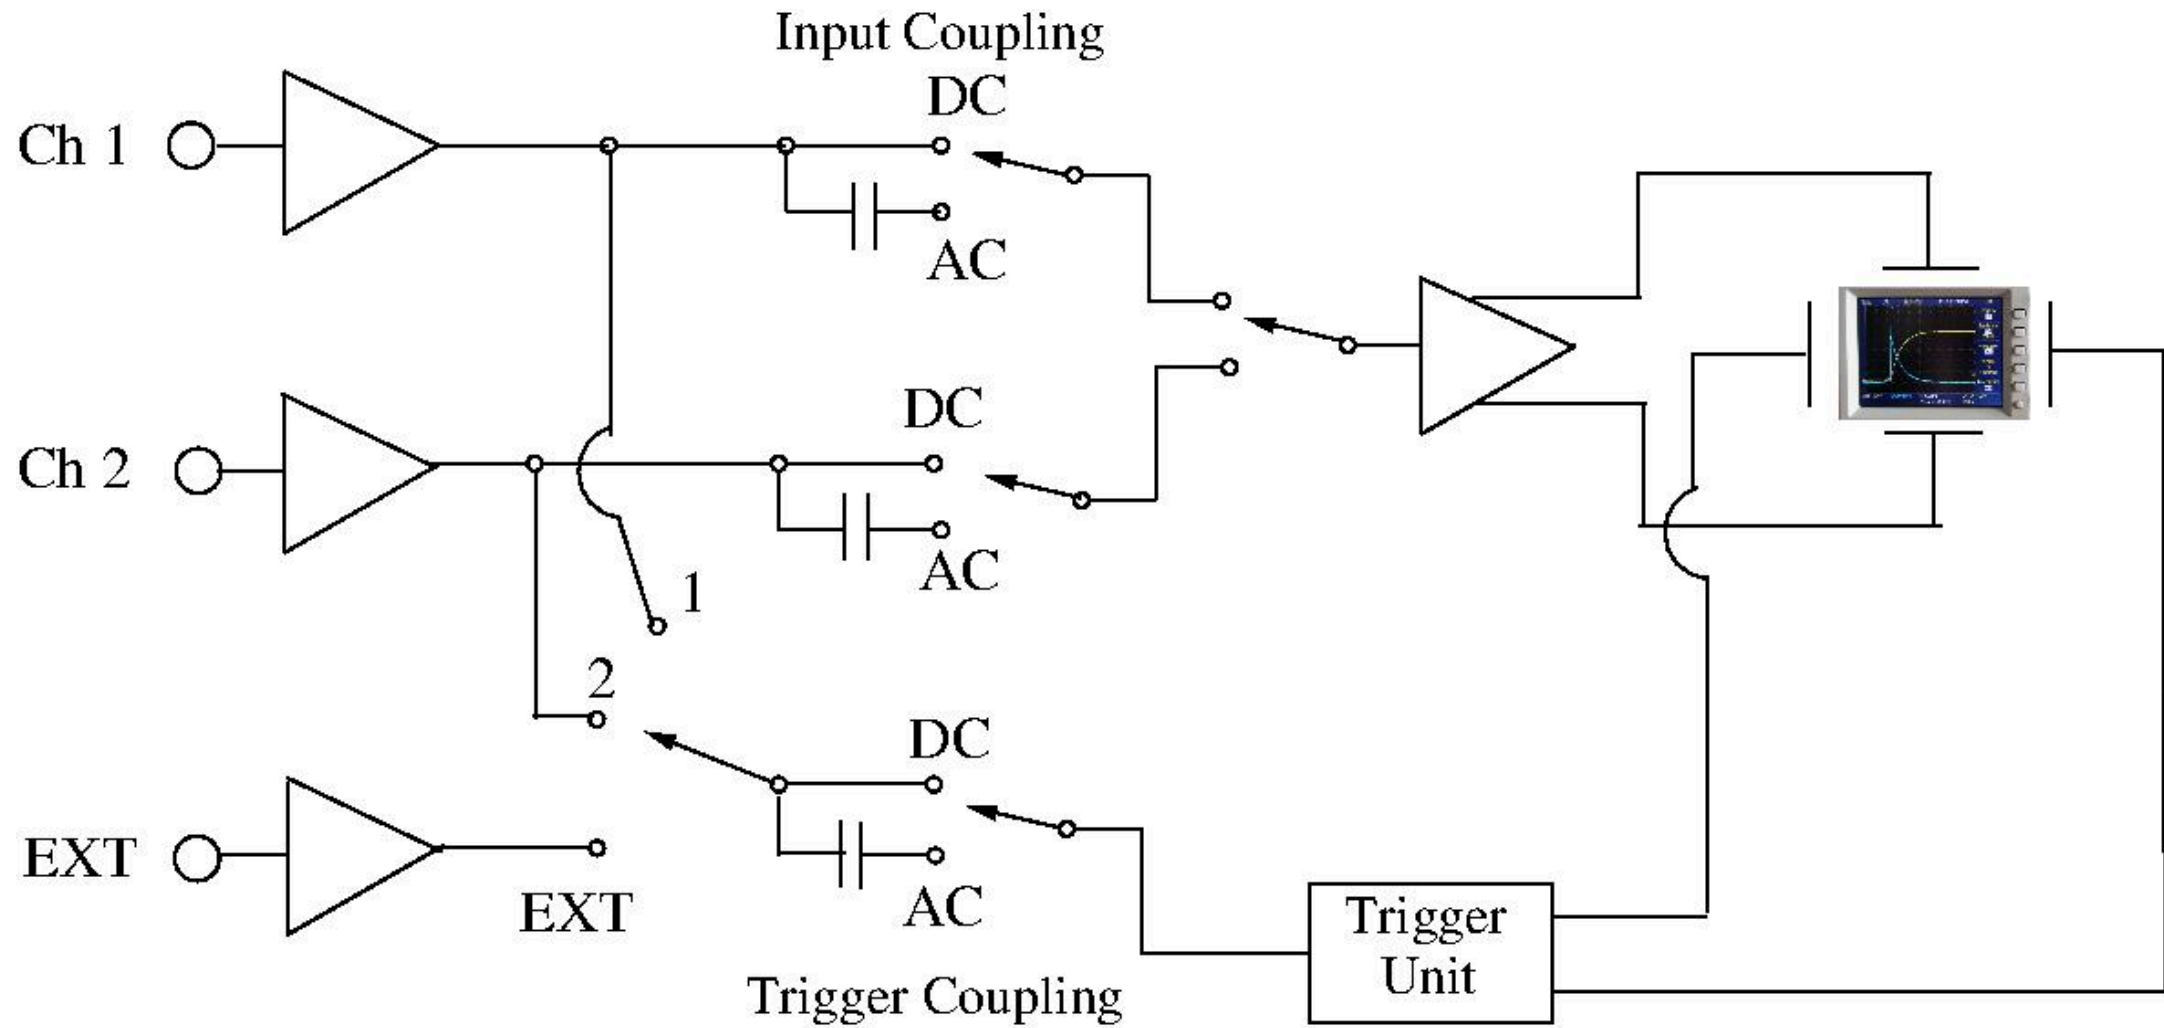 Input Coupling
DC
Ch 1
AC
DC
Ch 2
AC
1
2
DC
EXT
EXT
AC
Trigger
Unit
Trigger Coupling